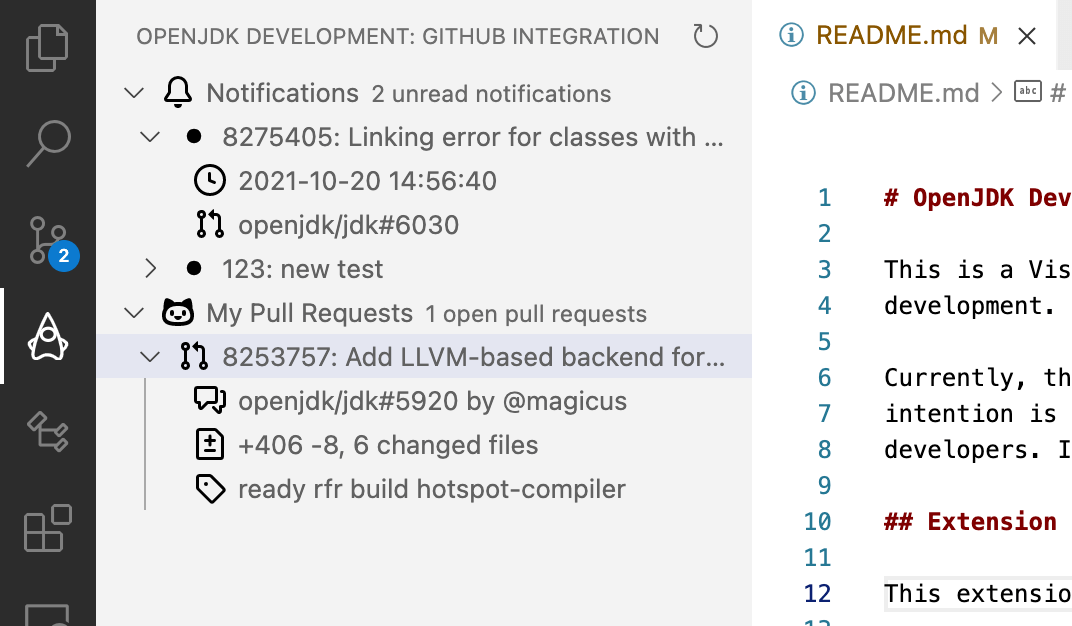 OPENJDK DEVELOPMENT: GITHUB INTEGRATION
Notifications 2 unread notifications
8275405: Linking error for classes with ...
2021-10-20 14:56:40
openjdk/jdk#6030
123: new test
My Pull Requests 1 open pull requests
8253757: Add LLVM-based backend for...
openjdk/jdk#5920 by @magicus
+406 -8, 6 changed files
ready rfr build hotspot-compiler
2
README.md M
README.md > abc #
1 # OpenJDK Dev
2
3 This is a Vis
4 development.
5
6 Currently, th
7 intention is
8 developers. I
9
10 ## Extension
11
12 This extensio
13